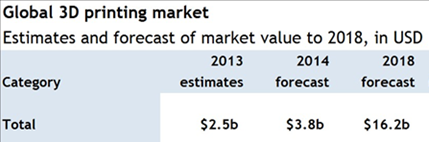 Global 3D printing market
Estimates and forecast of market value to 2018, in USD
2013 2014 2018
Category estimates forecast forecast
Total $2.5b $3.8b $16.2b